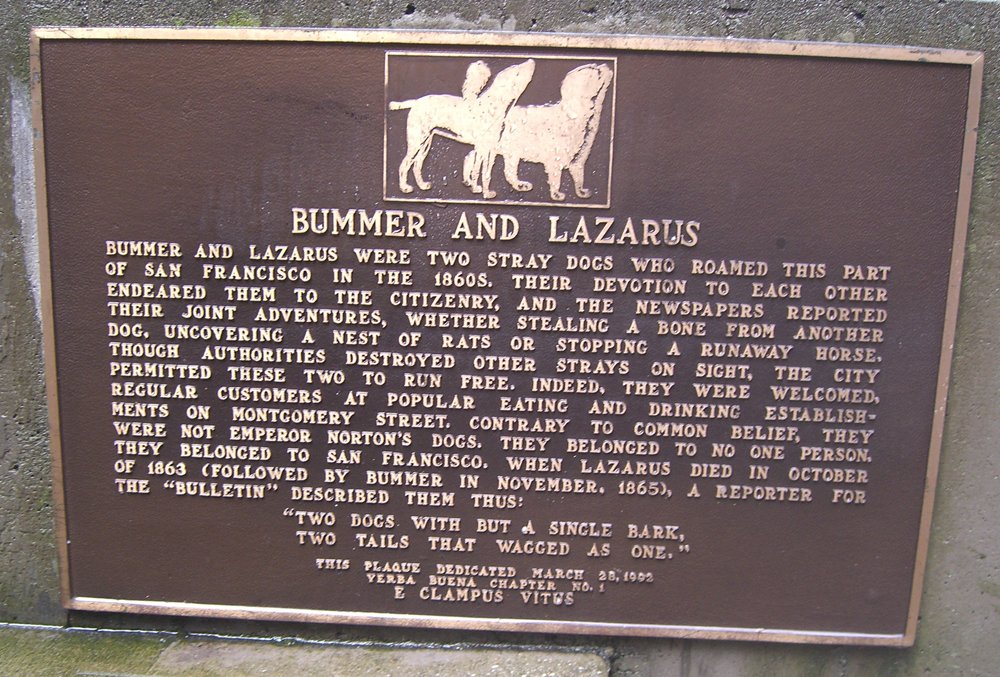 BUMMER AND LAZARUS
BUMMER AND LAZARUS WERE TWO STRAY DOGS WHO ROAMED THIS PART
OF SAN FRANCISCO IN THE 1860S. THEIR DEVOTION TO EACH OTHER
ENDEARED THEM TO THE CITIZENRY, AND THE NEWSPAPERS REPORTED
THEIR JOINT ADVENTURES, WHETHER STEALING A BONE FROM ANOTHER
DOG, UNCOVERING A NEST OF RATS OR STOPPING A RUNAWAY HORSE.
THOUGH AUTHORITIES DESTROYED OTHER STRAYS ON SIGHT, THE CITY
PERMITTED THESE TWO TO RUN FREE. INDEED, THEY WERE WELCOMED,
REGULAR CUSTOMERS AT POPULAR EATING AND DRINKING ESTABLISH-
MENTS ON MONTGOMERY STREET. CONTRARY TO COMMON BELIEF, THEY
WERE NOT EMPEROR NORTON'S DOGS. THEY BELONGED TO NO ONE PERSON.
THEY BELONGED TO SAN FRANCISCO. WHEN LAZARUS DIED IN OCTOBER
OF 1863 (FOLLOWED BY BUMMER IN NOVEMBER, 1865), A REPORTER FOR
THE "BULLETIN" DESCRIBED THEM THUS:
"TWO DOGS WITH BUT A SINGLE BARK,
TWO TAILS THAT WAGGED AS ONE."
THIS PLAQUE DEDICATED MARCH 28, 1992
YERBA BUENA CHAPTER NO. 1
E CLAMPUS VITUS